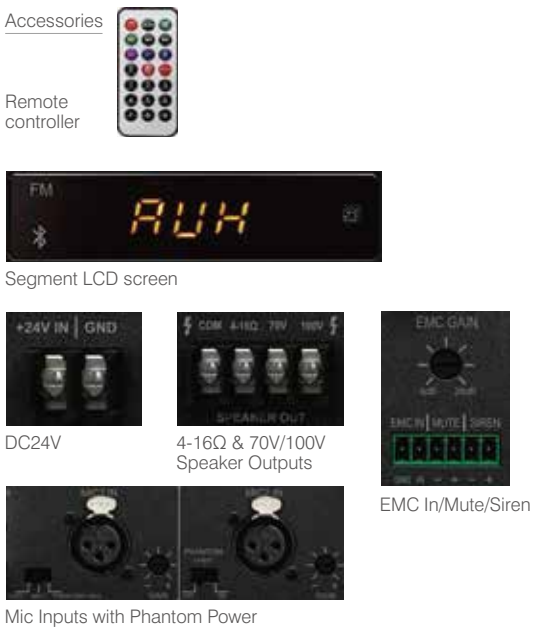 Accessories
Remote
controller
FM
AUX
Segment LCD screen
+24V IN | GND
DC24V
COM 4-16Ω 70V 100V
SPEAKER OUT
4-16Ω & 70V/100V
Speaker Outputs
EMC GAIN
EMC IN | MUTE | SIREN
EMC In/Mute/Siren
PHANTOM
Mic Inputs with Phantom Power